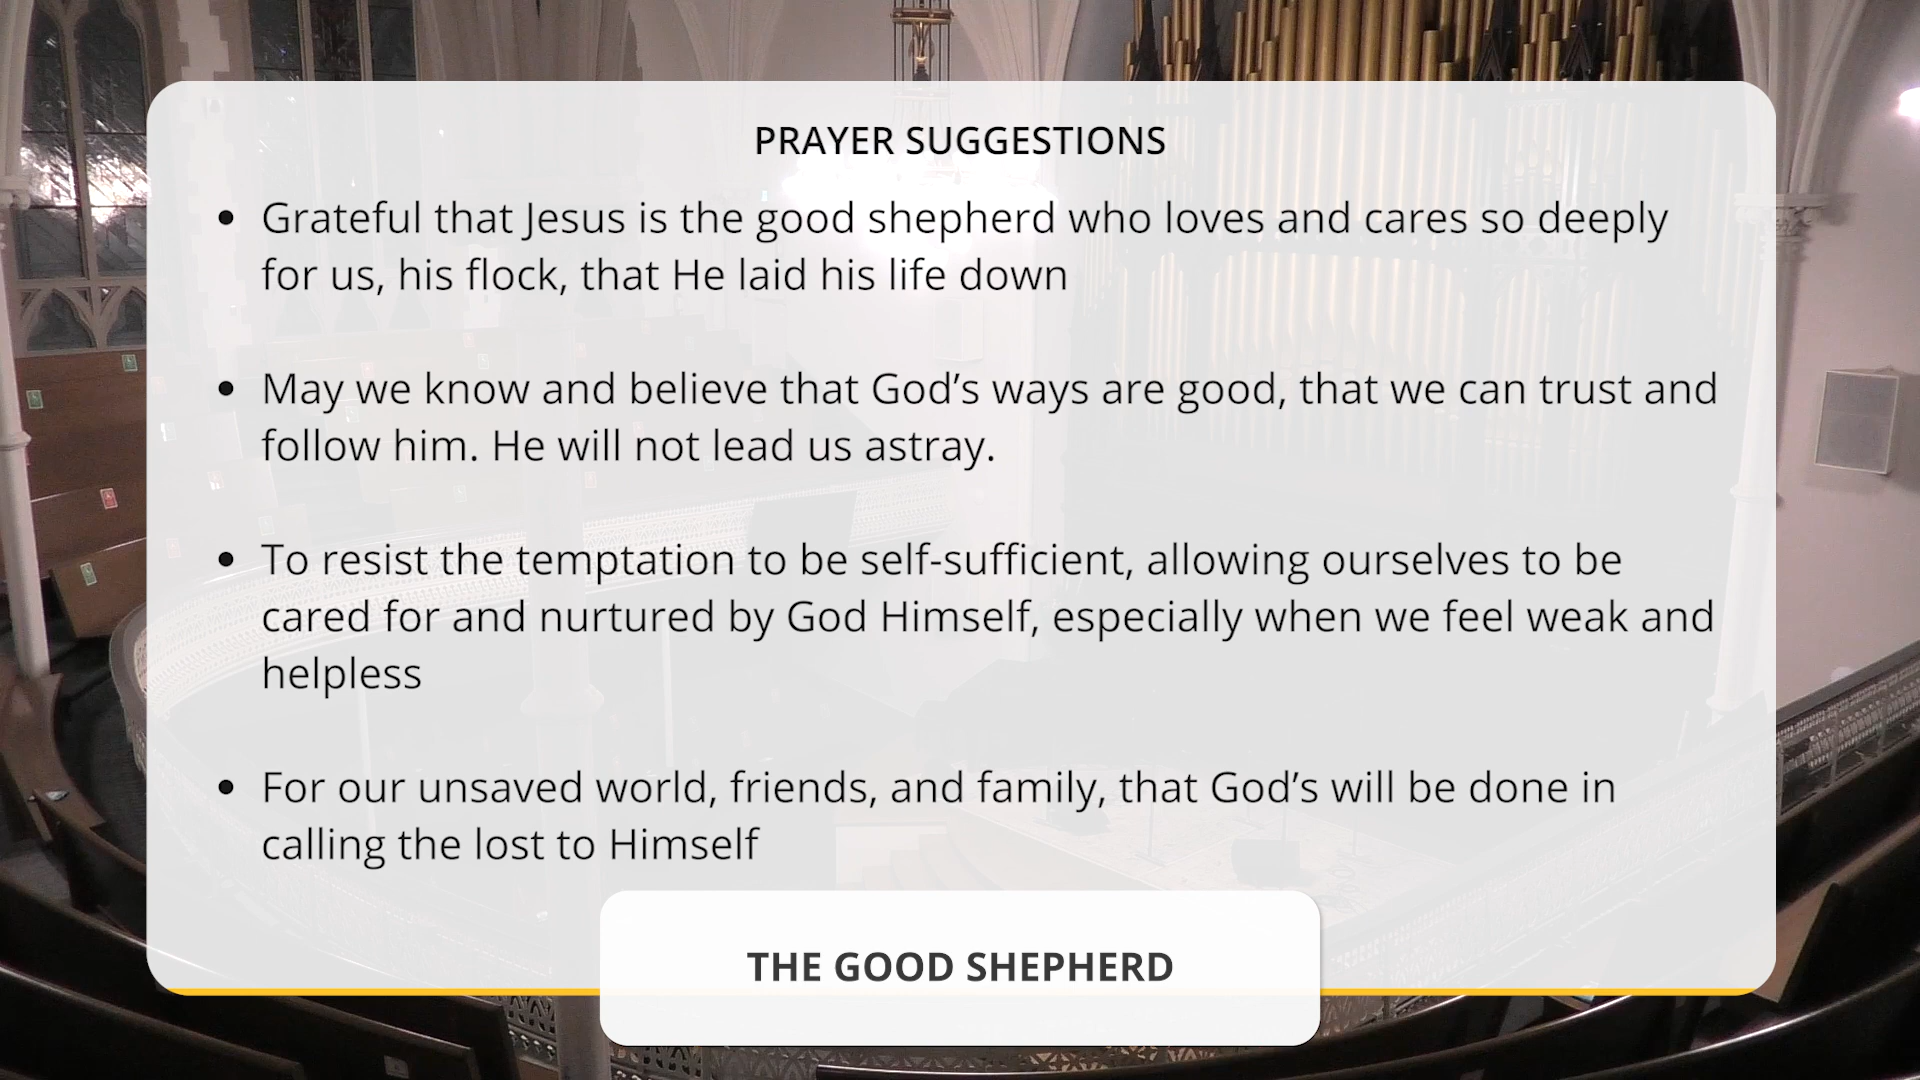 PRAYER SUGGESTIONS
• Grateful that Jesus is the good shepherd who loves and cares so deeply
for us, his flock, that He laid his life down
• May we know and believe that God’s ways are good, that we can trust and
follow him. He will not lead us astray.
• To resist the temptation to be self-sufficient, allowing ourselves to be
cared for and nurtured by God Himself, especially when we feel weak and
helpless
• For our unsaved world, friends, and family, that God’s will be done in
calling the lost to Himself
THE GOOD SHEPHERD